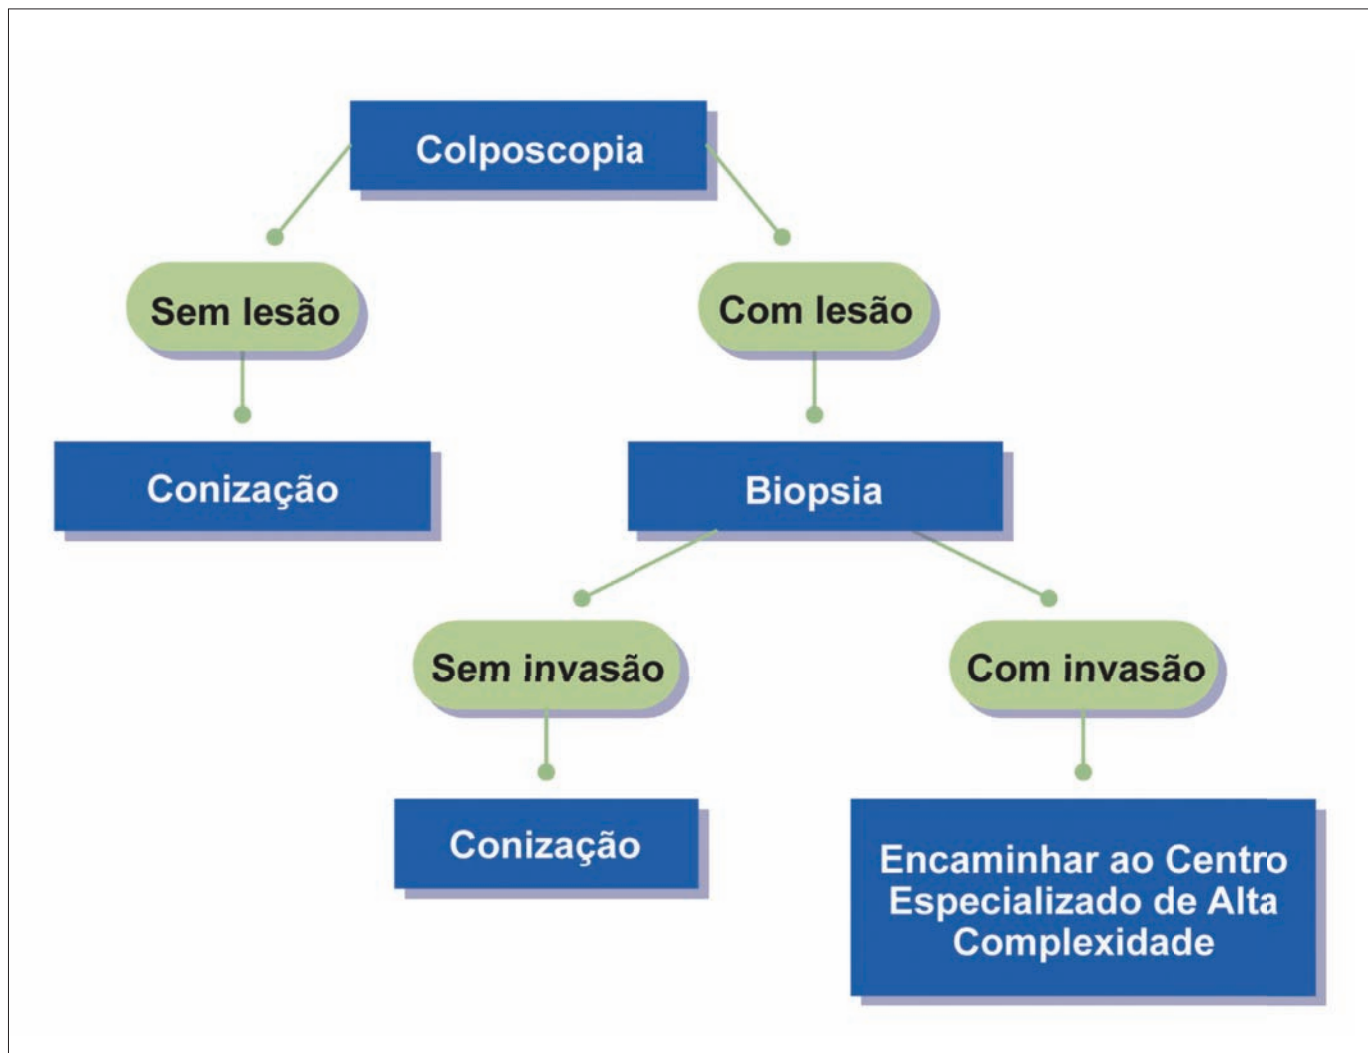 Colposcopia
Sem lesão
Com lesão
Conização
Biopsia
Sem invasão
Com invasão
Conização
Encaminhar ao Centro
Especializado de Alta
Complexidade